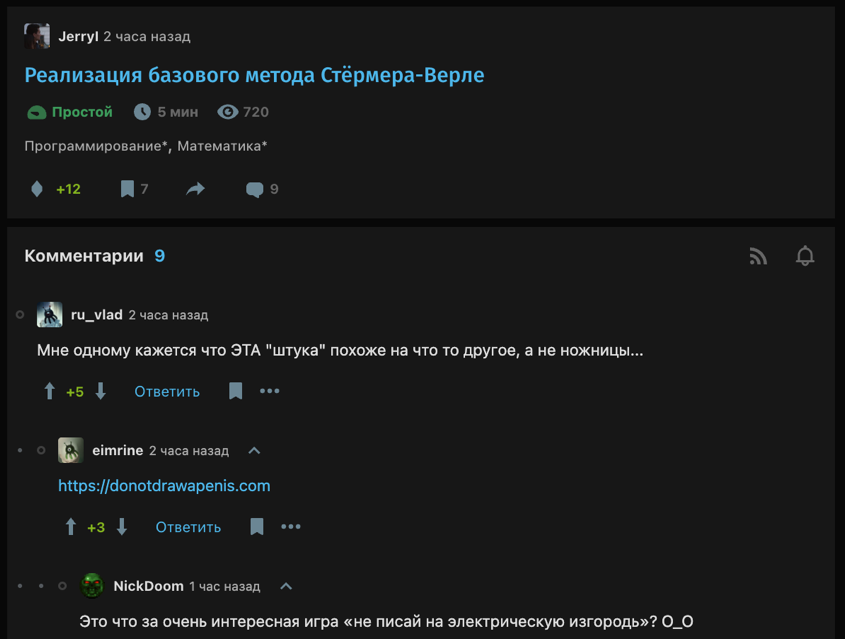 JerryI 2 часа назад
Реализация базового метода Стёрмера-Верле
Простой 5 мин 720
Программирование*, Математика*
+12 7 9
Комментарии 9
ru_vlad 2 часа назад
Мне одному кажется что ЭТА "штука" похоже на что то другое, а не ножницы...
+5 Ответить
eimrine 2 часа назад
https://donotdrawapenis.com
+3 Ответить
NickDoom 1 час назад
Это что за очень интересная игра «не писай на электрическую изгородь»? О_О